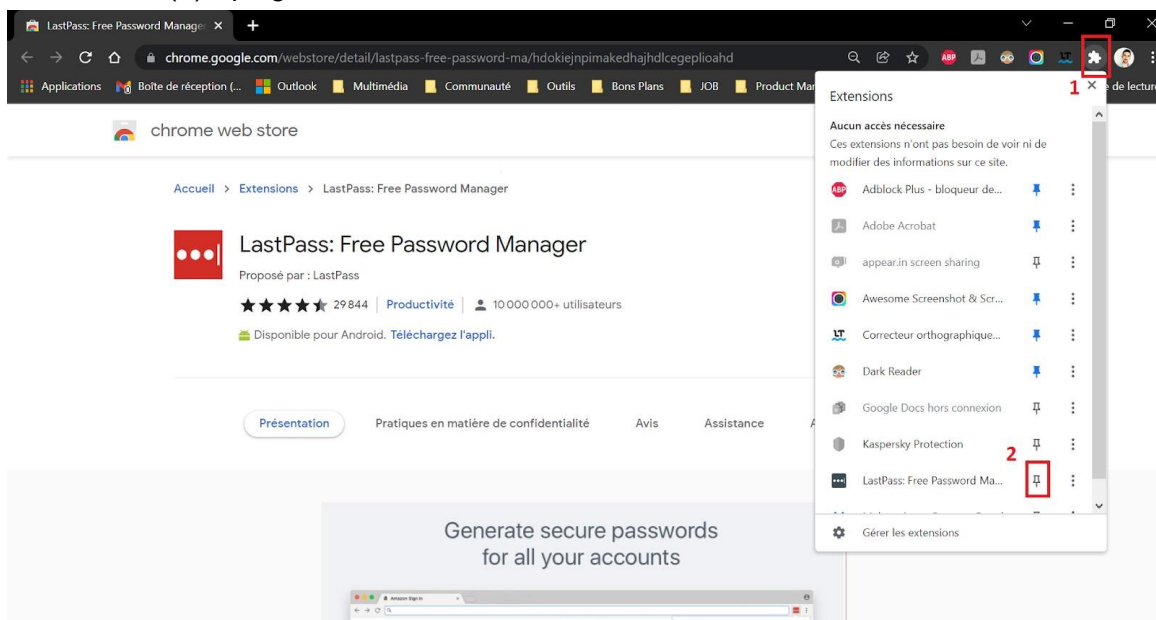 LastPass: Free Password Manage
chrome.google.com/webstore/detail/lastpass-free-password-ma/hdokiejnpimakedhajhdlcegeplioahd
ABP
1
Applications
Boîte de réception (...
Outlook
Multimédia
Communauté
Outils
Bons Plans
JOB
Product Mar
de lecture
chrome web store
Accueil > Extensions > LastPass: Free Password Manager
LastPass: Free Password Manager
Proposé par : LastPass
29 844 | Productivité | 10 000 000+ utilisateurs
Disponible pour Android. Téléchargez l'appli.
Présentation
Pratiques en matière de confidentialité
Avis
Assistance
Generate secure passwords
for all your accounts
Amazon Sign In
Extensions
Aucun accès nécessaire
Ces extensions n'ont pas besoin de voir ni de
modifier des informations sur ce site.
ABP Adblock Plus - bloqueur de...
Adobe Acrobat
appear.in screen sharing
Awesome Screenshot & Scr...
LT Correcteur orthographique...
Dark Reader
Google Docs hors connexion
Kaspersky Protection
2
LastPass: Free Password Ma...
Gérer les extensions